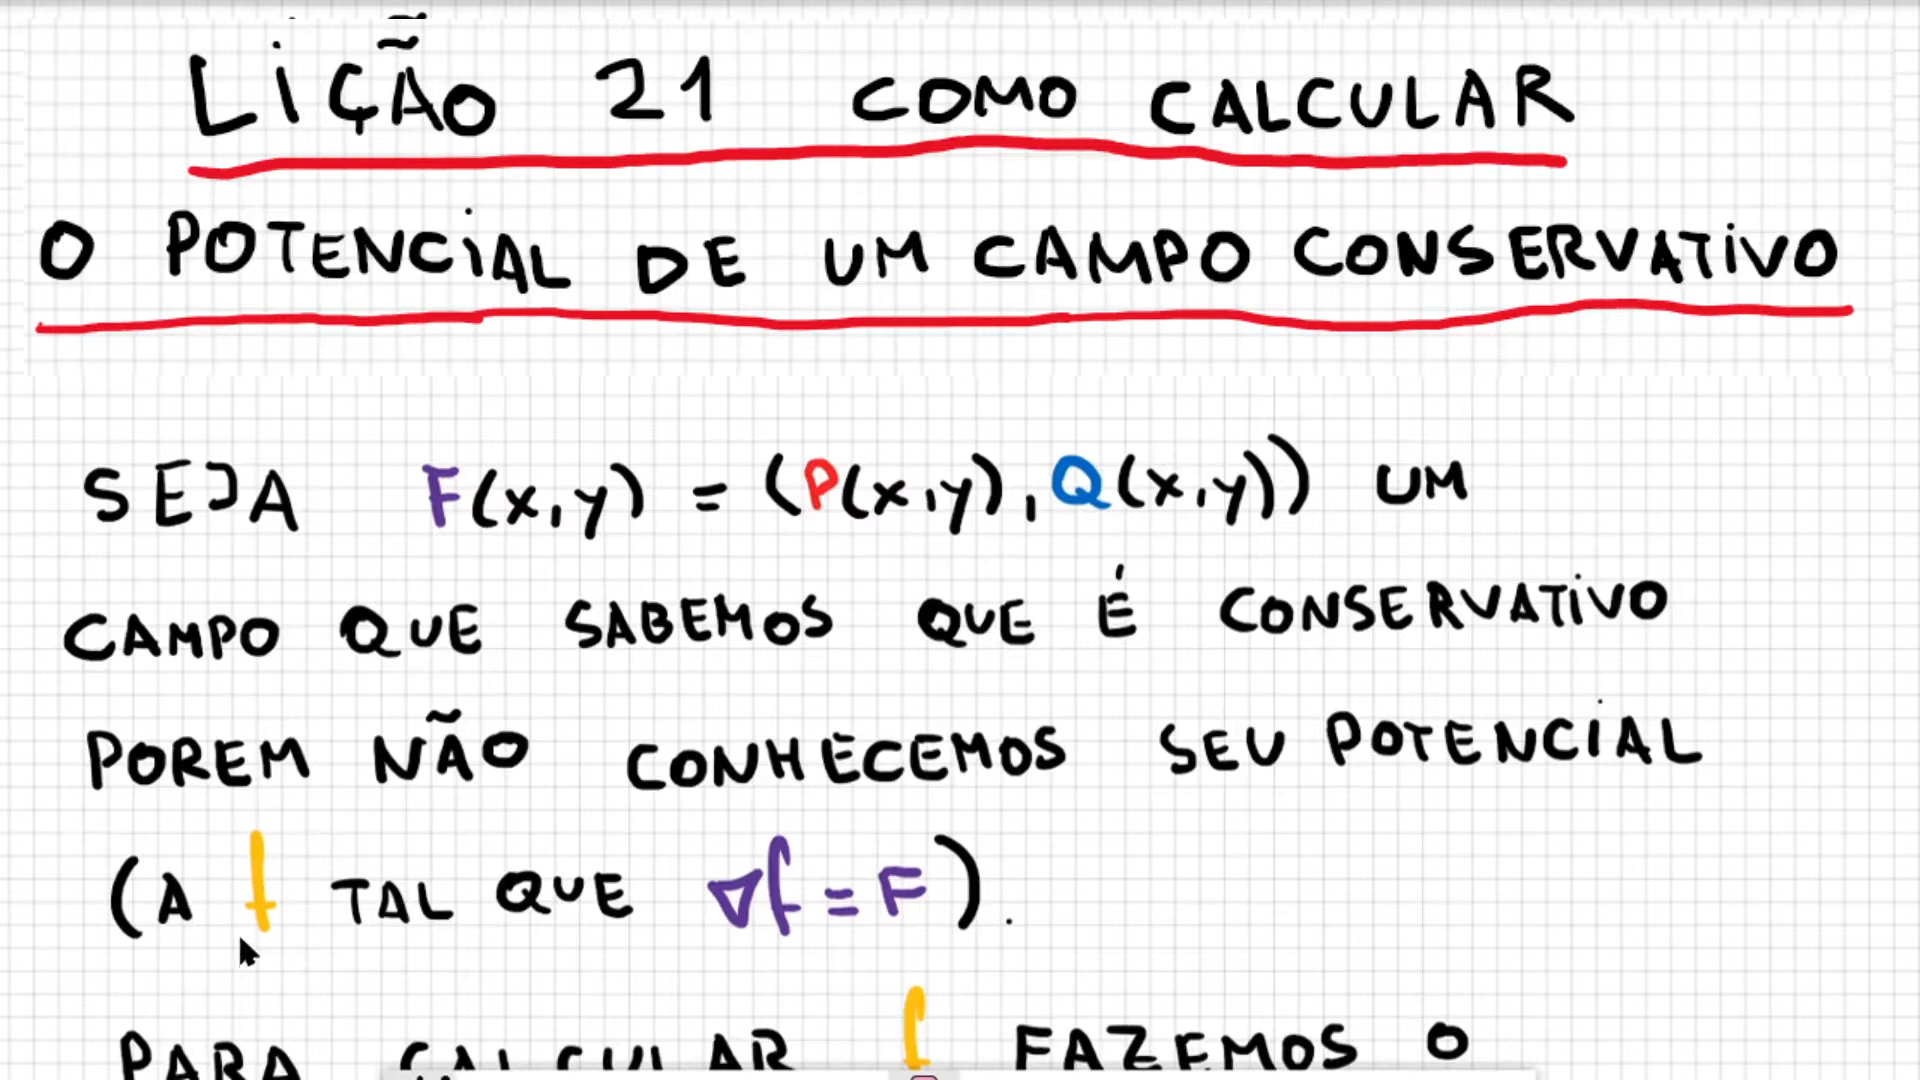 LIÇÃO 21 COMO CALCULAR
O POTENCIAL DE UM CAMPO CONSERVATIVO
SEJA F(x,y) = (P(x,y), Q(x,y)) UM
CAMPO QUE SABEMOS QUE É CONSERVATIVO
POREM NÃO CONHECEMOS SEU POTENCIAL
(A f TAL QUE ∇f = F).
PARA CALCULAR f FAZEMOS O